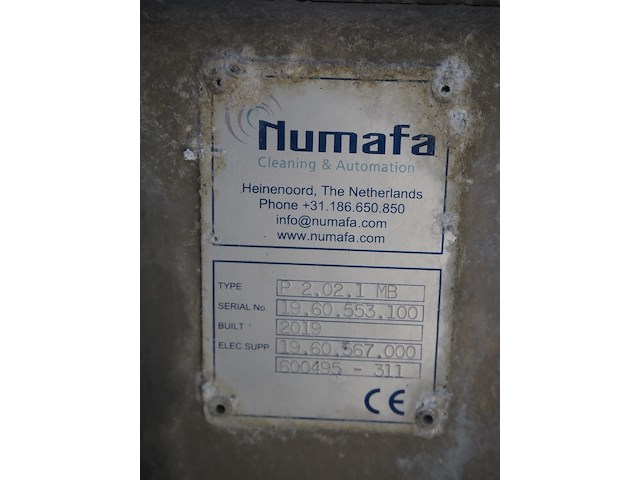 Numafa
Cleaning & Automation
Heinenoord, The Netherlands
Phone +31.186.650.850
info@numafa.com
www.numafa.com
TYPE P 2.02.1 MB
SERIAL No. 19.60.553.100
BUILT 2019
ELEC.SUPP. 19.60.567.000
600495 - 311
CE